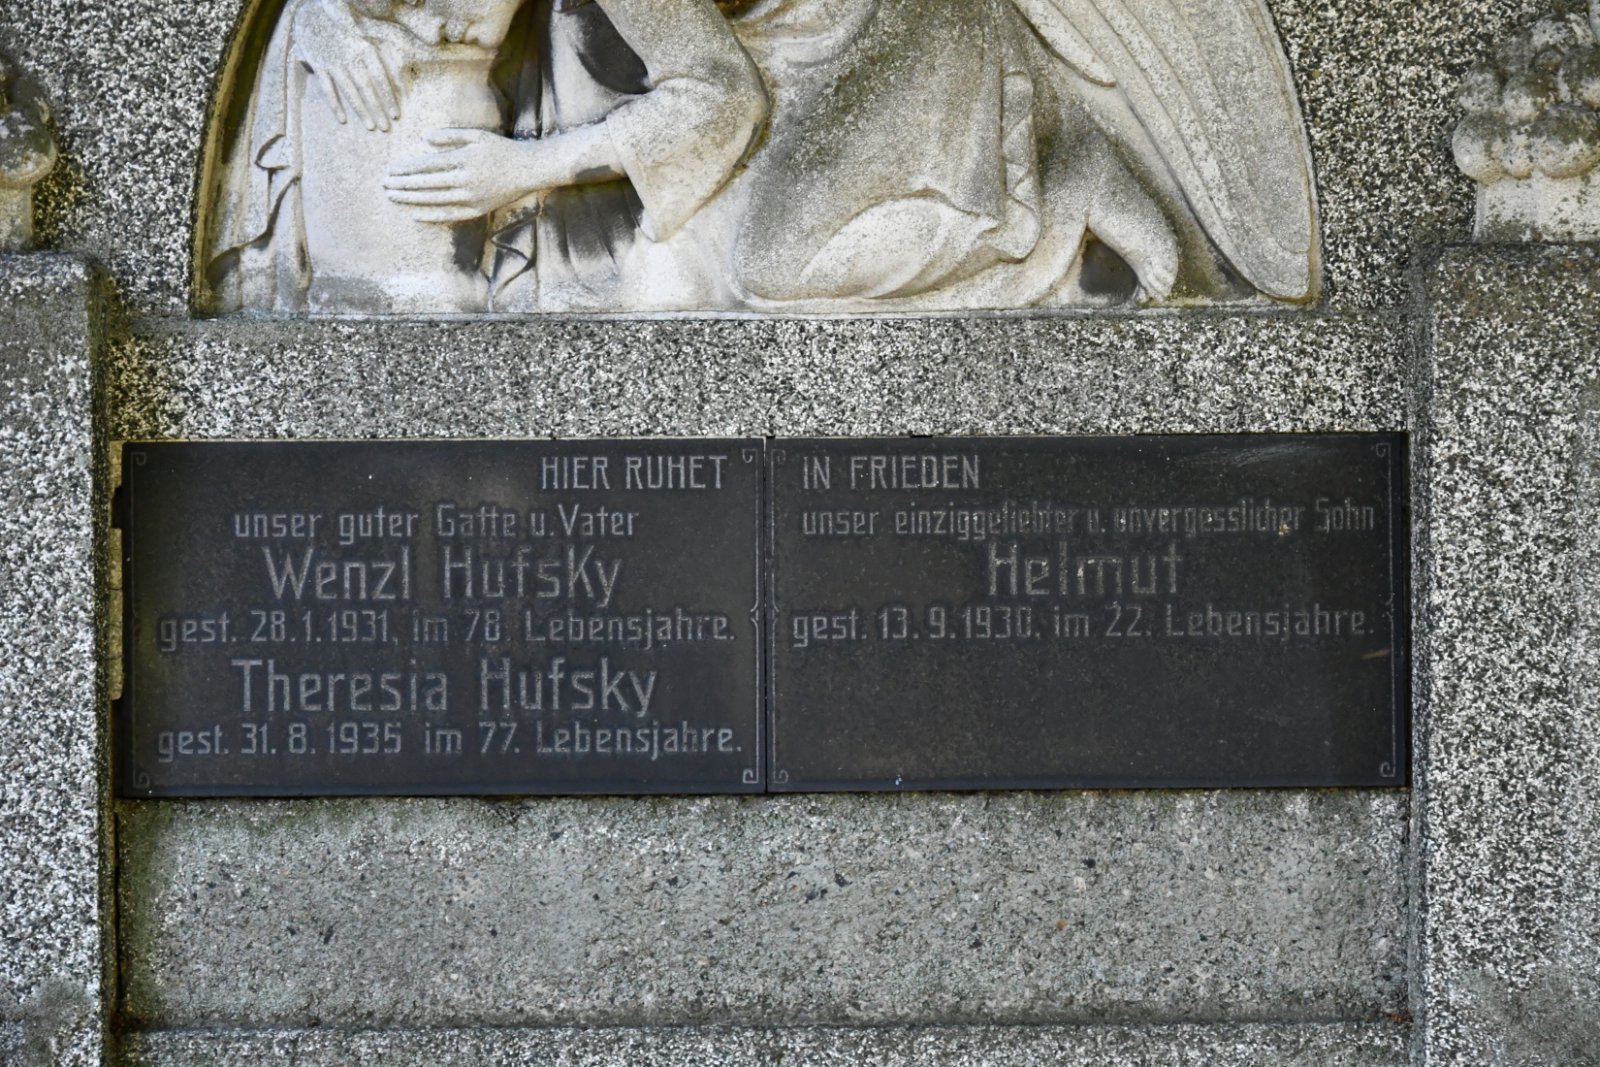 HIER RUHET IN FRIEDEN
unser guter Gatte u. Vater
Wenzl Hufsky
gest. 28.1.1931, im 78. Lebensjahre.
Theresia Hufsky
gest. 31. 8. 1935 im 77. Lebensjahre.
unser einziggeliebter u. unvergesslicher Sohn
Helmut
gest. 13. 9. 1930, im 22. Lebensjahre.